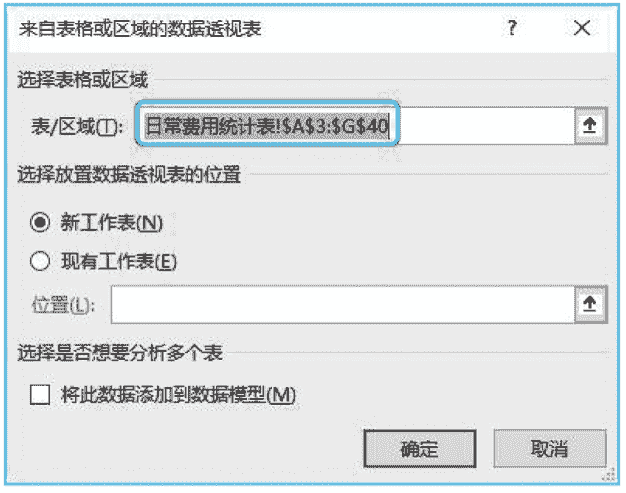 来自表格或区域的数据透视表 ?
选择表格或区域
表/区域(T): 日常费用统计表!$A$3:$G$40
选择放置数据透视表的位置
新工作表(N)
现有工作表(E)
位置(L):
选择是否想要分析多个表
将此数据添加到数据模型(M)
确定 取消